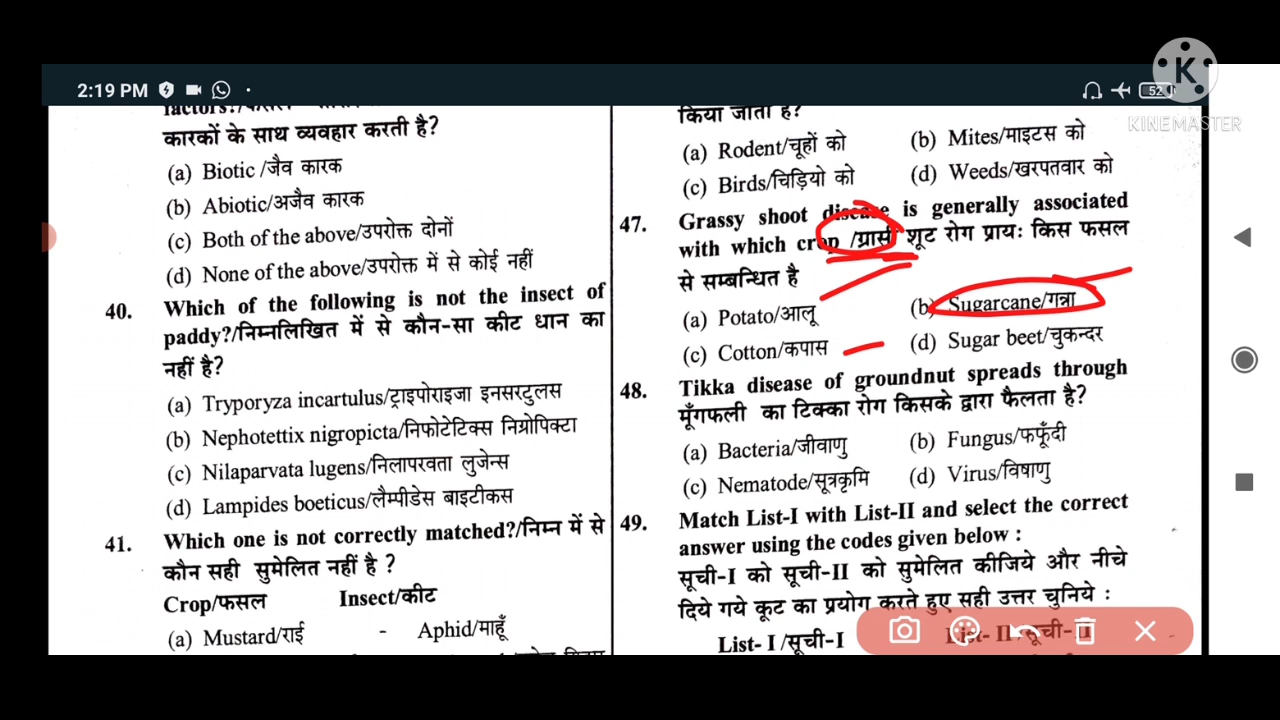 2:19 PM
52
K
KINEMASTER
कारकों के साथ व्यवहार करती है?
(a) Biotic /जैव कारक
(b) Abiotic/अजैव कारक
(c) Both of the above/उपरोक्त दोनों
(d) None of the above/उपरोक्त में से कोई नहीं
40. Which of the following is not the insect of
paddy?/निम्नलिखित में से कौन-सा कीट धान का
नहीं है?
(a) Tryporyza incartulus/ट्राइपोराइजा इनसरटुलस
(b) Nephotettix nigropicta/निफोटेटिक्स निग्रोपिक्टा
(c) Nilaparvata lugens/निलापरवता लुजेन्स
(d) Lampides boeticus/लैम्पीडेस बाइटीकस
41. Which one is not correctly matched?/निम्न में से
कौन सही सुमेलित नहीं है ?
Crop/फसल Insect/कीट
(a) Mustard/राई - Aphid/माहूँ
किया जाता है?
(a) Rodent/चूहों को (b) Mites/माइटस को
(c) Birds/चिड़ियो को (d) Weeds/खरपतवार को
47. Grassy shoot disease is generally associated
with which crop /ग्रासी शूट रोग प्रायः किस फसल
से सम्बन्धित है
(a) Potato/आलू (b) Sugarcane/गन्ना
(c) Cotton/कपास (d) Sugar beet/चुकन्दर
48. Tikka disease of groundnut spreads through
मूँगफली का टिक्का रोग किसके द्वारा फैलता है?
(a) Bacteria/जीवाणु (b) Fungus/फफूँदी
(c) Nematode/सूत्रकृमि (d) Virus/विषाणु
49. Match List-I with List-II and select the correct
answer using the codes given below :
सूची-I को सूची-II को सुमेलित कीजिये और नीचे
दिये गये कूट का प्रयोग करते हुए सही उत्तर चुनिये :
List- I /सूची-I List- II/सूची-II